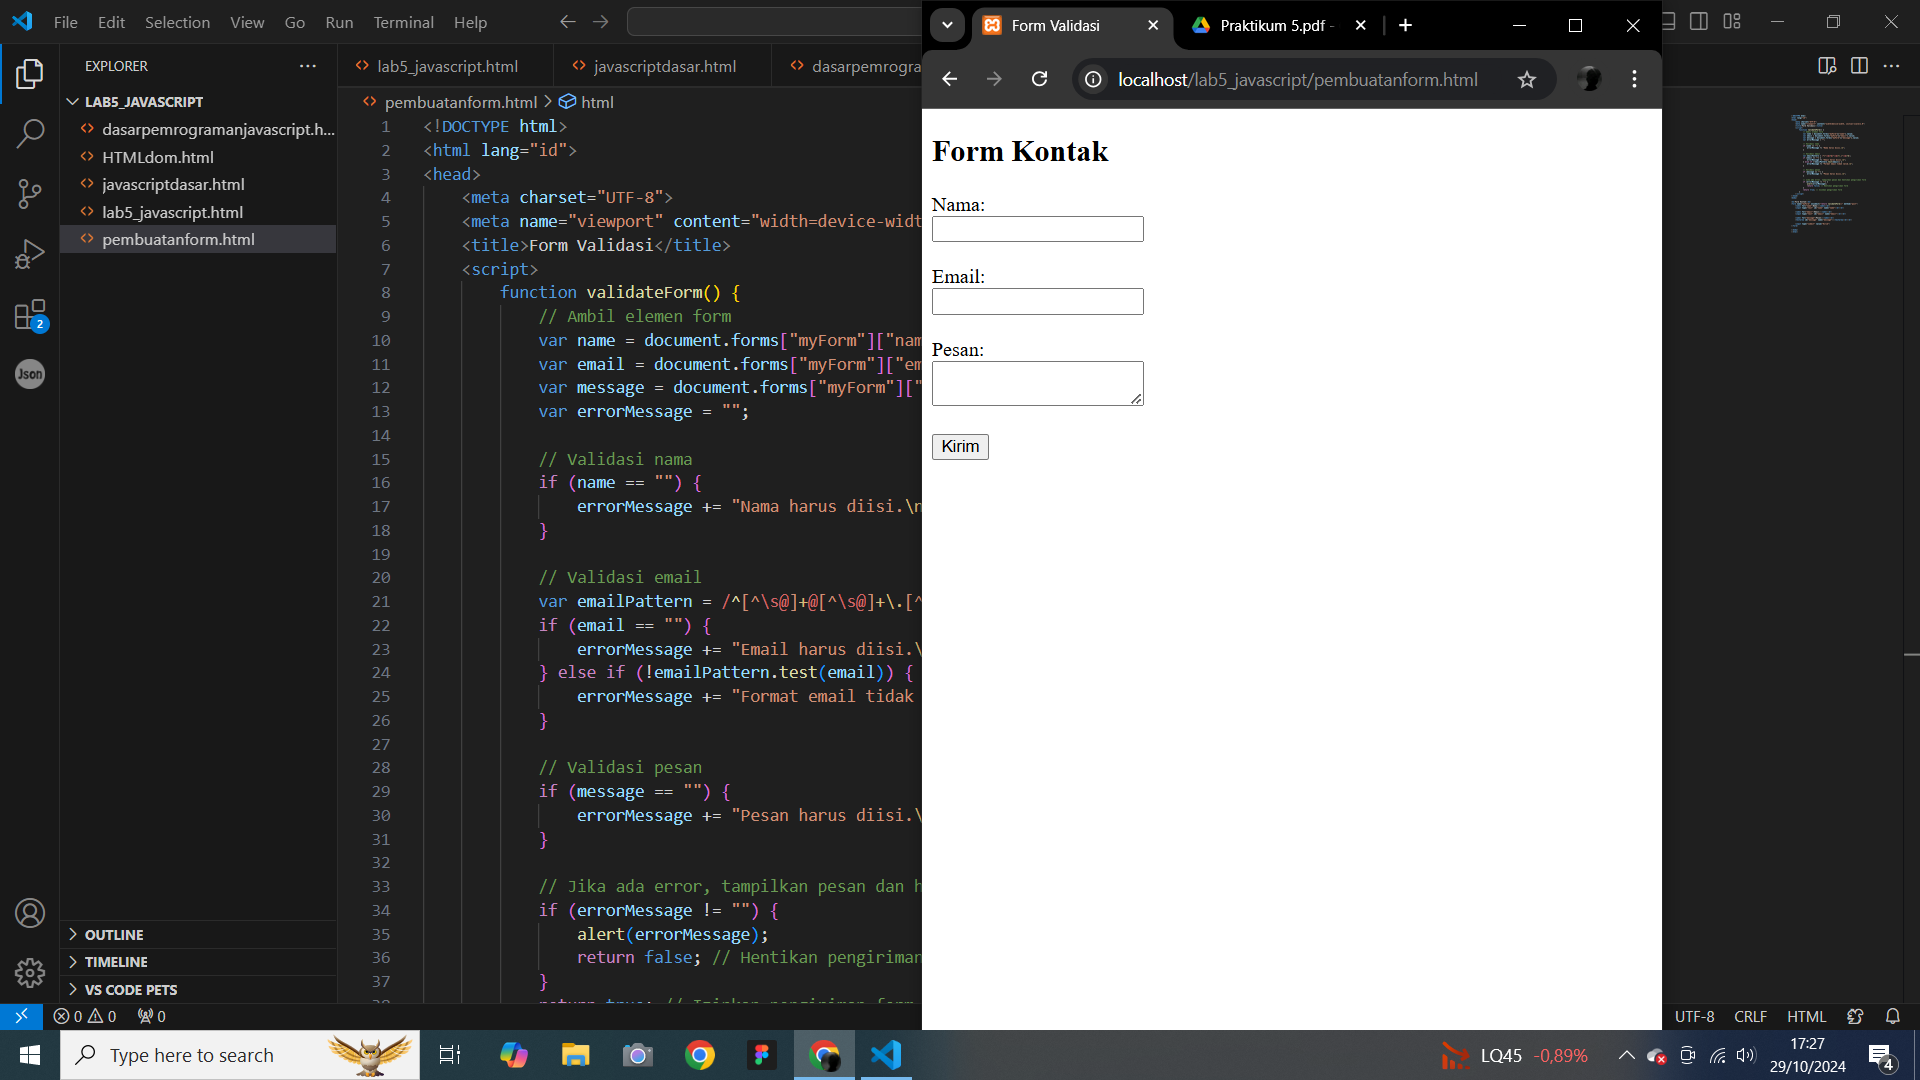 File Edit Selection View Go Run Terminal Help
EXPLORER
LAB5_JAVASCRIPT
dasarpemrogramanjavascript.h...
HTMLdom.html
javascriptdasar.html
lab5_javascript.html
pembuatanform.html
OUTLINE
TIMELINE
VS CODE PETS
2
Json
lab5_javascript.html
javascriptdasar.html
dasarpemrogra
pembuatanform.html > html
1 <!DOCTYPE html>
2 <html lang="id">
3 <head>
4 <meta charset="UTF-8">
5 <meta name="viewport" content="width=device-widt
6 <title>Form Validasi</title>
7 <script>
8 function validateForm() {
9 // Ambil elemen form
10 var name = document.forms["myForm"]["nam
11 var email = document.forms["myForm"]["em
12 var message = document.forms["myForm"]["
13 var errorMessage = "";
14
15 // Validasi nama
16 if (name == "") {
17 errorMessage += "Nama harus diisi.\n
18 }
19
20 // Validasi email
21 var emailPattern = /^[^\s@]+@[^\s@]+\.[^
22 if (email == "") {
23 errorMessage += "Email harus diisi.\
24 } else if (!emailPattern.test(email)) {
25 errorMessage += "Format email tidak
26 }
27
28 // Validasi pesan
29 if (message == "") {
30 errorMessage += "Pesan harus diisi.\
31 }
32
33 // Jika ada error, tampilkan pesan dan h
34 if (errorMessage != "") {
35 alert(errorMessage);
36 return false; // Hentikan pengiriman
37 }
Form Validasi
Praktikum 5.pdf -
localhost/lab5_javascript/pembuatanform.html
Form Kontak
Nama:
Email:
Pesan:
Kirim
0 0 0
UTF-8 CRLF HTML
Type here to search
LQ45 -0,89%
17:27
29/10/2024
4